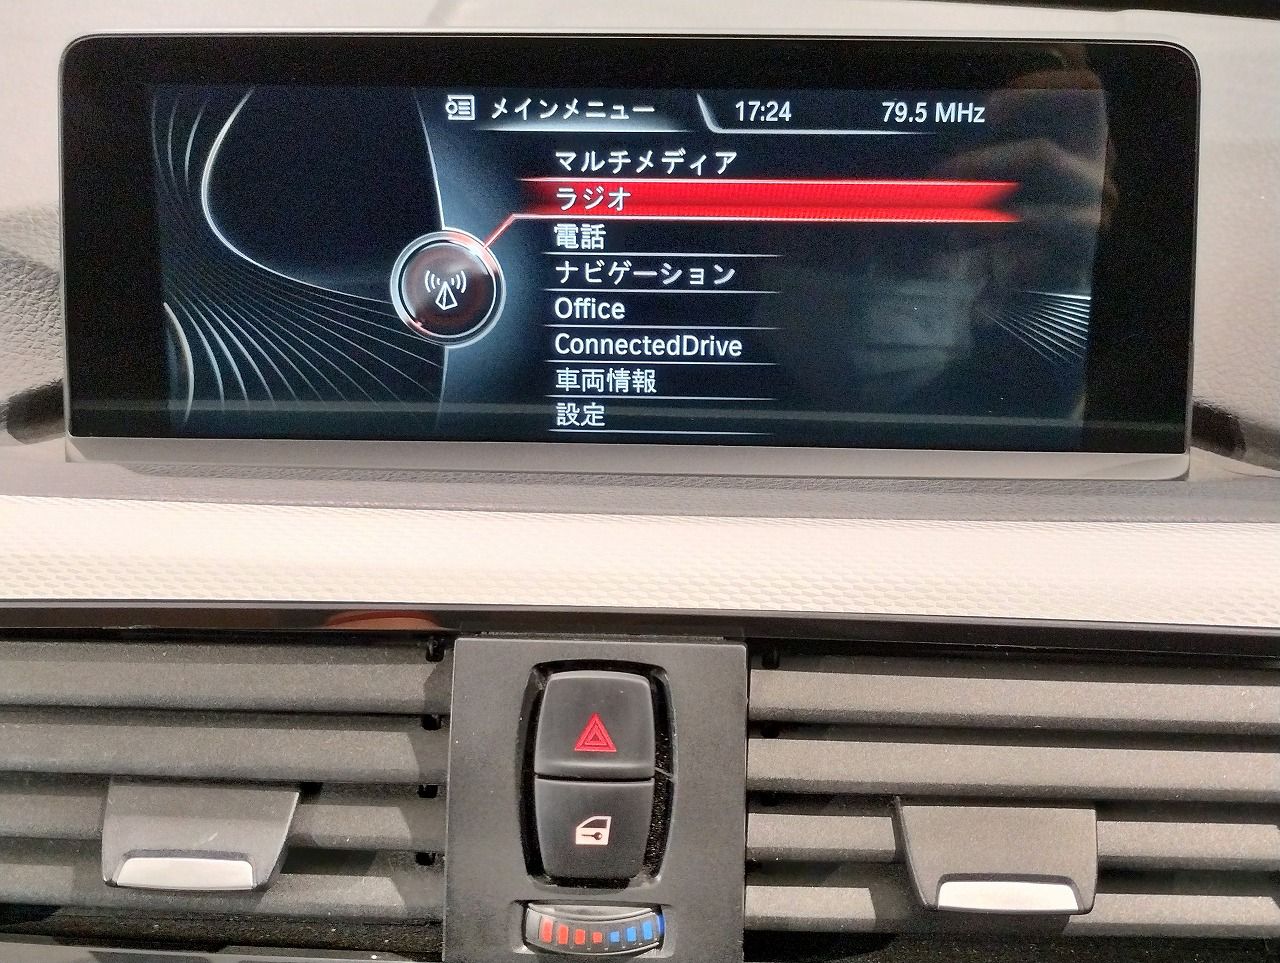 メインメニュー 17:24 79.5 MHz
マルチメディア
ラジオ
電話
ナビゲーション
Office
ConnectedDrive
車両情報
設定